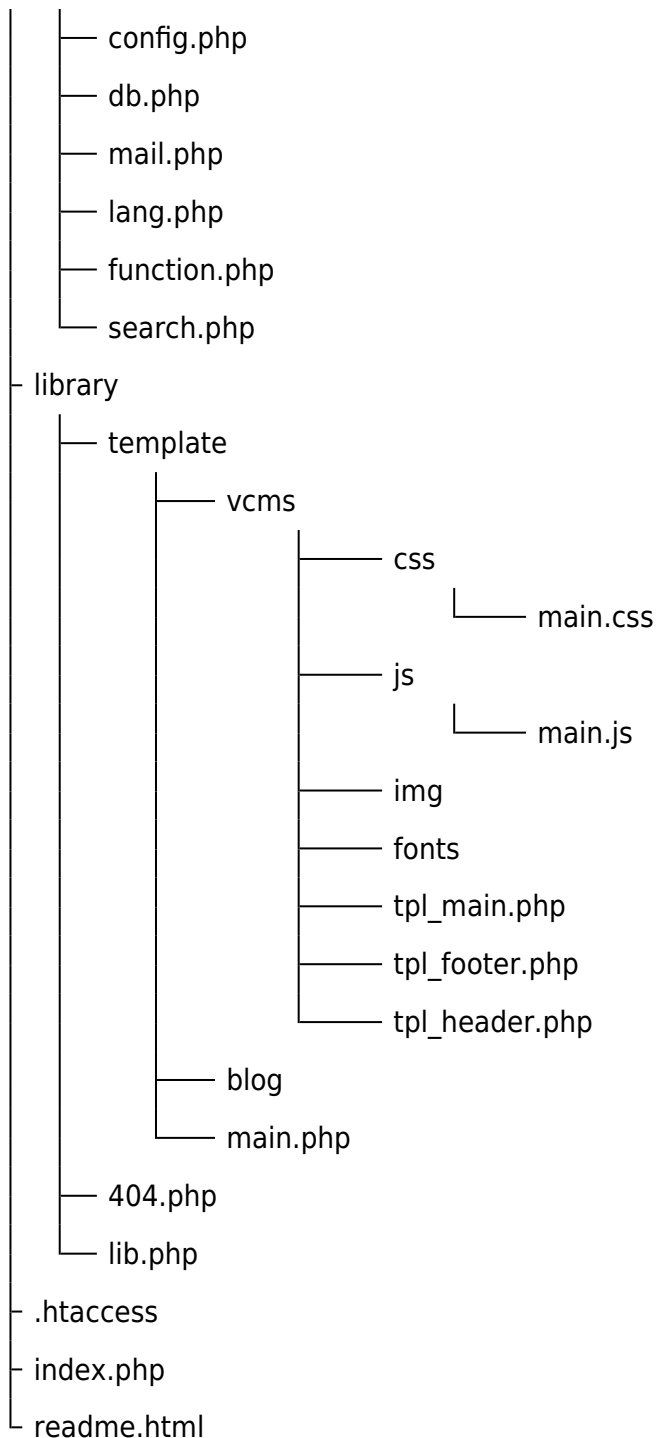 config.php
db.php
mail.php
lang.php
function.php
search.php
library
template
vcms
css
main.css
js
main.js
img
fonts
tpl_main.php
tpl_footer.php
tpl_header.php
blog
main.php
404.php
lib.php
.htaccess
index.php
readme.html